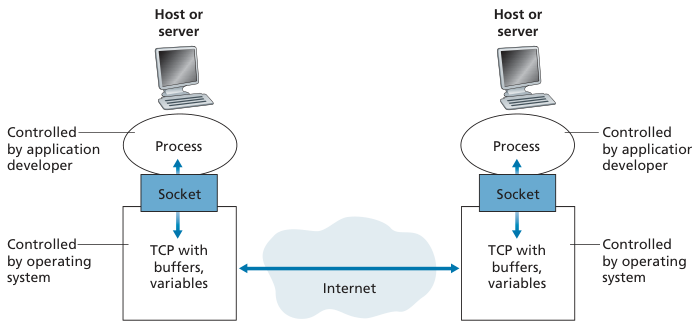 Host or
server
Host or
server
Controlled
by application
developer
Process
Process
Controlled
by applicatior
developer
Socket
Socket
Controlled
by operating
system
TCP with
buffers,
variables
Internet
TCP with
buffers,
variables
Controlled
by operating
system